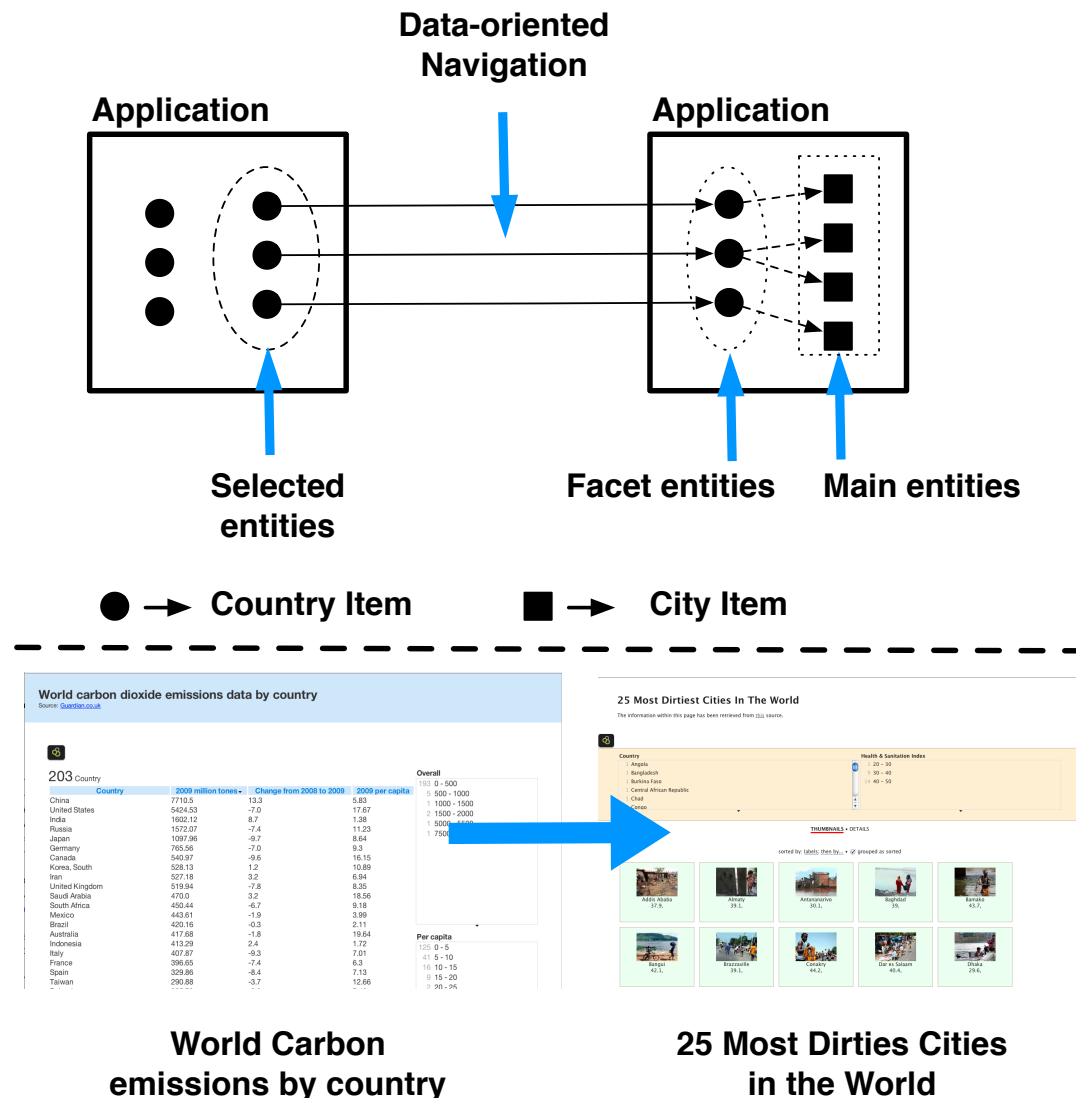 Data-oriented
Navigation
Application
Application
Selected
entities
Facet entities
Main entities
Country Item
City Item
World carbon dioxide emissions data by country
Source: Guardian.co.uk
203 Country
Country 2009 million tones Change from 2008 to 2009 2009 per capita
China 7710.5 13.3 5.83
United States 5424.53 -7.0 17.67
India 1602.12 8.7 1.38
Russia 1572.07 -7.4 11.23
Japan 1097.96 -9.7 8.64
Germany 765.56 -7.0 9.3
Canada 540.97 -9.6 16.15
Korea, South 528.13 1.2 10.89
Iran 527.18 3.2 6.94
United Kingdom 519.94 -7.8 8.35
Saudi Arabia 470.0 3.2 18.56
South Africa 450.44 -6.7 9.18
Mexico 443.61 -1.9 3.99
Brazil 420.16 -0.3 2.11
Australia 417.68 -1.8 19.64
Indonesia 413.29 2.4 1.72
Italy 407.87 -9.3 7.01
France 396.65 -7.4 6.3
Spain 329.86 -8.4 7.13
Taiwan 290.88 -3.7 12.66
Overall
193 0 - 500
5 500 - 1000
1 1000 - 1500
2 1500 - 2000
1 5000
1 7500
Per capita
125 0 - 5
41 5 - 10
16 10 - 15
9 15 - 20
2 20 - 25
25 Most Dirtiest Cities In The World
The information within this page has been retrieved from this source.
Country
1 Angola
1 Bangladesh
1 Burkina Faso
1 Central African Republic
1 Chad
Congo
Health & Sanitation Index
20 - 30
30 - 40
40 - 50
THUMBNAILS • DETAILS
sorted by: labels; then by... • grouped as sorted
Addis Ababa
37.9,
Almaty
39.1,
Antananarivo
30.1,
Baghdad
39,
Bamako
43.7,
Bangui
42.1,
Brazzaville
39.1,
Conakry
44.2,
Dar es Salaam
40.4,
Dhaka
29.6,
World Carbon
emissions by country
25 Most Dirties Cities
in the World